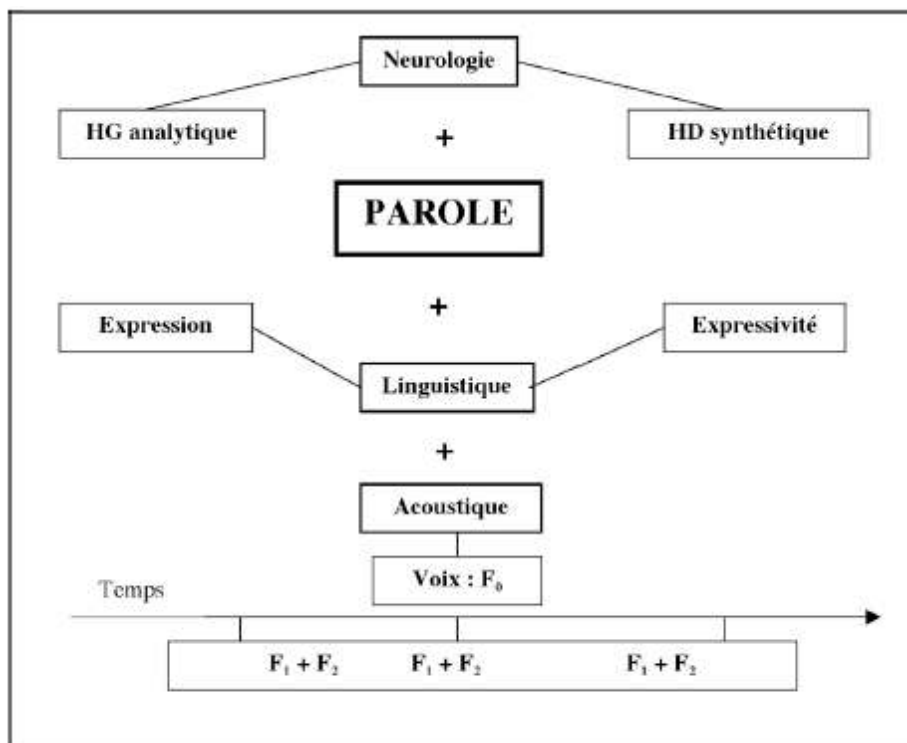 Neurologie
HG analytique
+
HD synthétique
PAROLE
+
Expression
Expressivité
Linguistique
+
Acoustique
Voix : F₀
Temps
F₁ + F₂ F₁ + F₂ F₁ + F₂